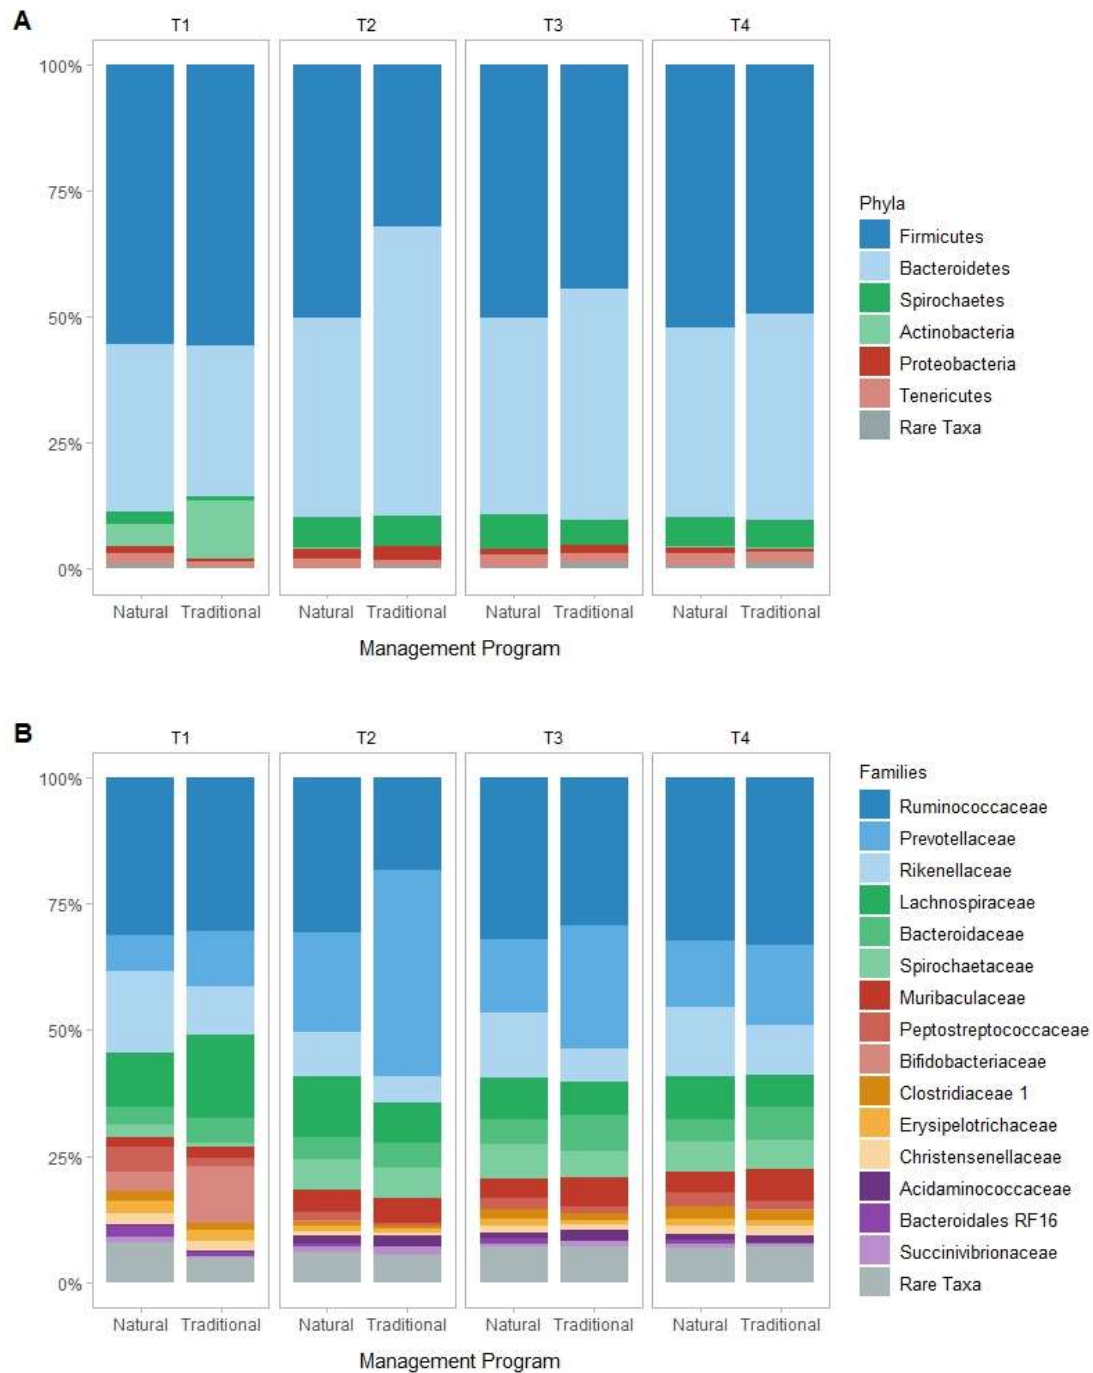 A
T1 T2 T3 T4
100%
75%
50%
25%
0%
Natural Traditional Natural Traditional Natural Traditional Natural Traditional
Management Program
Phyla
Firmicutes
Bacteroidetes
Spirochaetes
Actinobacteria
Proteobacteria
Tenericutes
Rare Taxa
B
T1 T2 T3 T4
100%
75%
50%
25%
0%
Natural Traditional Natural Traditional Natural Traditional Natural Traditional
Management Program
Families
Ruminococcaceae
Prevotellaceae
Rikenellaceae
Lachnospiraceae
Bacteroidaceae
Spirochaetaceae
Muribaculaceae
Peptostreptococcaceae
Bifidobacteriaceae
Clostridiaceae 1
Erysipelotrichaceae
Christensenellaceae
Acidaminococcaceae
Bacteroidales RF16
Succinivibrionaceae
Rare Taxa